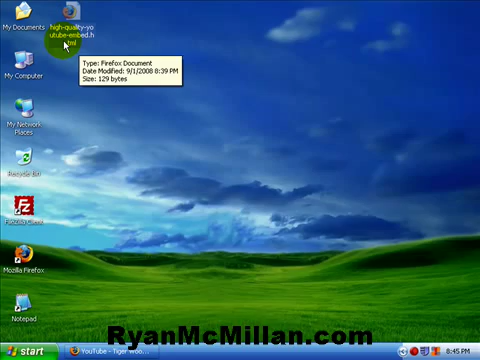 My Documents
high-quality-yo
utube-embed.h
tml
Type: Firefox Document
Date Modified: 9/1/2008 8:39 PM
Size: 129 bytes
My Computer
My Network
Places
Recycle Bin
FileZilla Client
Mozilla Firefox
Notepad
RyanMcMillan.com
start
YouTube - Tiger Woo...
8:45 PM